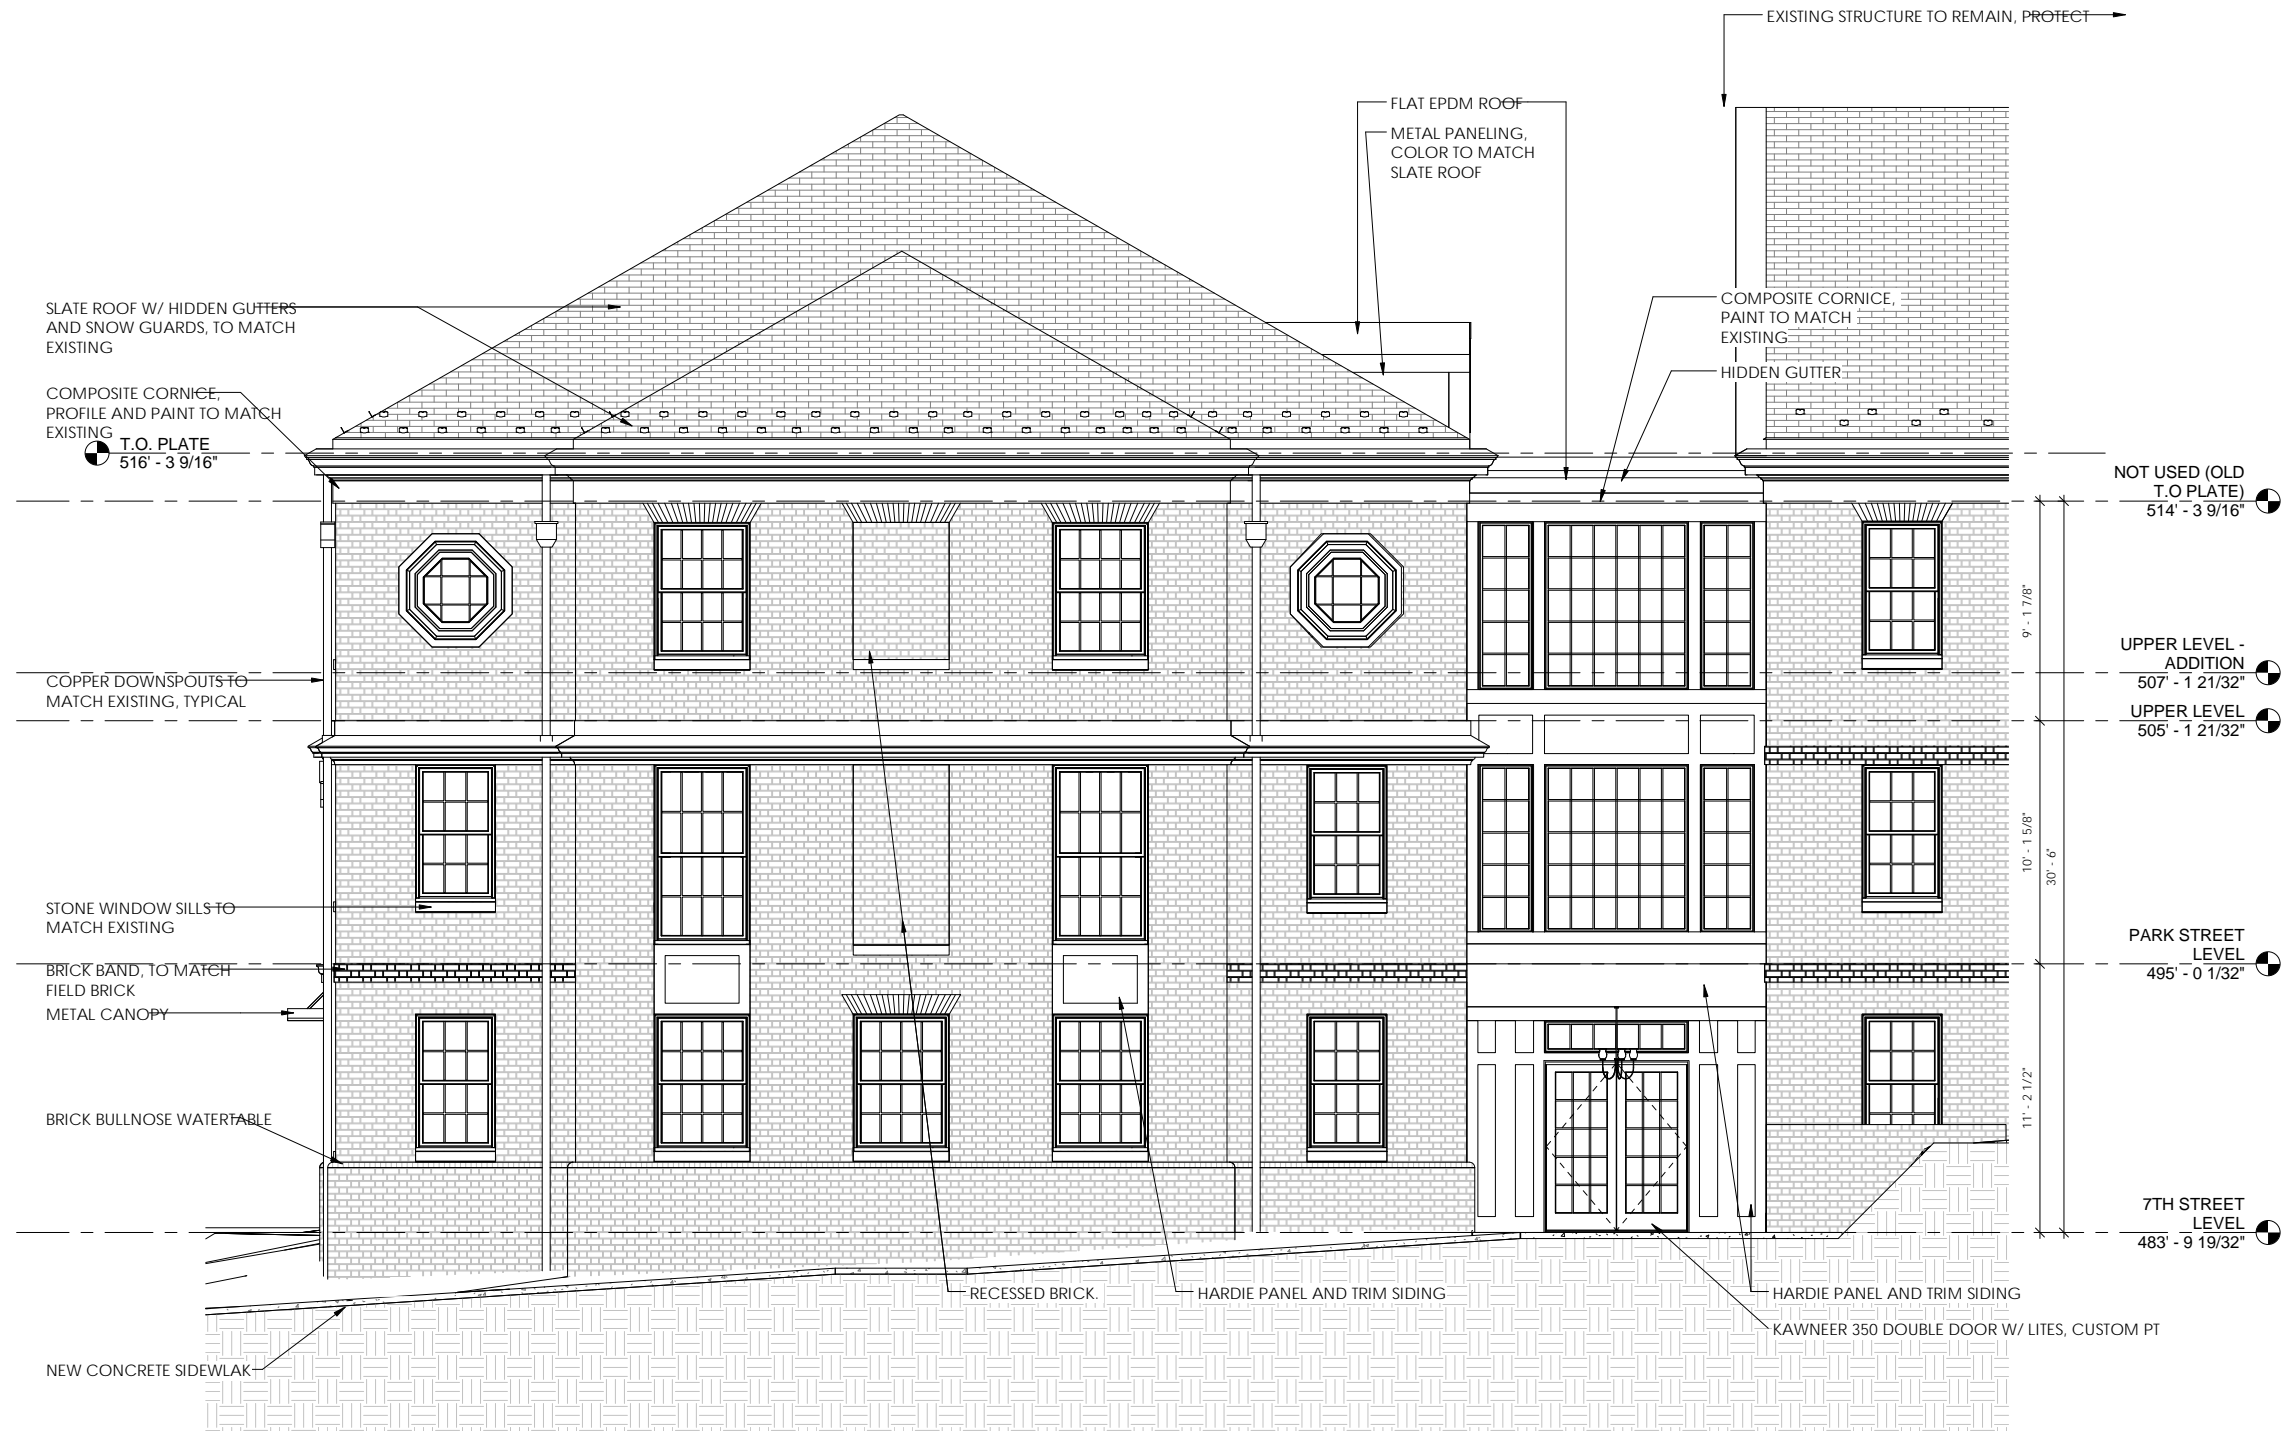 EXISTING STRUCTURE TO REMAIN, PROTECT
FLAT EPDM ROOF
METAL PANELING,
COLOR TO MATCH
SLATE ROOF
SLATE ROOF W/ HIDDEN GUTTERS
AND SNOW GUARDS, TO MATCH
EXISTING
COMPOSITE CORNICE,
PAINT TO MATCH
EXISTING
HIDDEN GUTTER
COMPOSITE CORNICE,
PROFILE AND PAINT TO MATCH
EXISTING
T.O. PLATE
516' - 3 9/16"
NOT USED (OLD
T.O PLATE)
514' - 3 9/16"
9' - 1 7/8"
UPPER LEVEL -
ADDITION
507' - 1 21/32"
COPPER DOWNSPOUTS TO
MATCH EXISTING, TYPICAL
UPPER LEVEL
505' - 1 21/32"
10' - 1 5/8"
30' - 6"
STONE WINDOW SILLS TO
MATCH EXISTING
PARK STREET
LEVEL
495' - 0 1/32"
BRICK BAND, TO MATCH
FIELD BRICK
METAL CANOPY
11' - 2 1/2"
BRICK BULLNOSE WATERTABLE
7TH STREET
LEVEL
483' - 9 19/32"
RECESSED BRICK.
HARDIE PANEL AND TRIM SIDING
HARDIE PANEL AND TRIM SIDING
KAWNEER 350 DOUBLE DOOR W/ LITES, CUSTOM PT
NEW CONCRETE SIDEWLAK